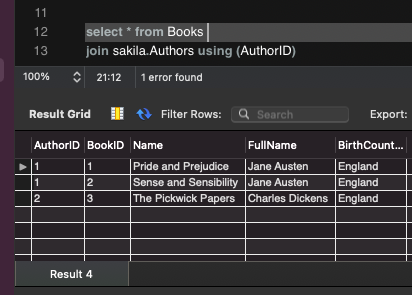 11
12 select * from Books
13 join sakila.Authors using (AuthorID)
100% 21:12 1 error found
Result Grid Filter Rows: Search Export:
AuthorID BookID Name FullName BirthCount...
1 1 Pride and Prejudice Jane Austen England
1 2 Sense and Sensibility Jane Austen England
2 3 The Pickwick Papers Charles Dickens England
Result 4